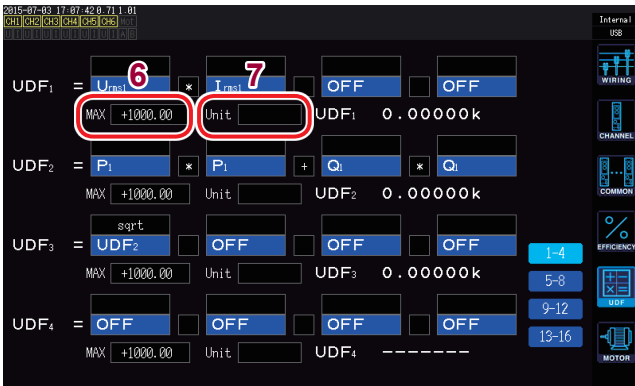 2015-07-03 17:07:42 0.71 1.01
CH1 CH2 CH3 CH4 CH5 CH6 Mot
U I U I U I U I U I U I A B
Internal
USB
6 7
UDF₁ = Urms1 * Irms1 OFF OFF
MAX +1000.00 Unit UDF₁ 0.00000k
UDF₂ = P₁ * P₁ + Q₁ * Q₁
MAX +1000.00 Unit UDF₂ 0.00000k
sqrt
UDF₃ = UDF₂ OFF OFF OFF
MAX +1000.00 Unit UDF₃ 0.00000k
UDF₄ = OFF OFF OFF OFF
MAX +1000.00 Unit UDF₄ -------
1-4
5-8
9-12
13-16
WIRING
CHANNEL
COMMON
EFFICIENCY
UDF
MOTOR